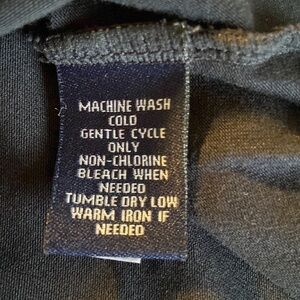 MACHINE WASH
COLD
GENTLE CYCLE
ONLY
NON-CHLORINE
BLEACH WHEN
NEEDED
TUMBLE DRY LOW
WARM IRON IF
NEEDED